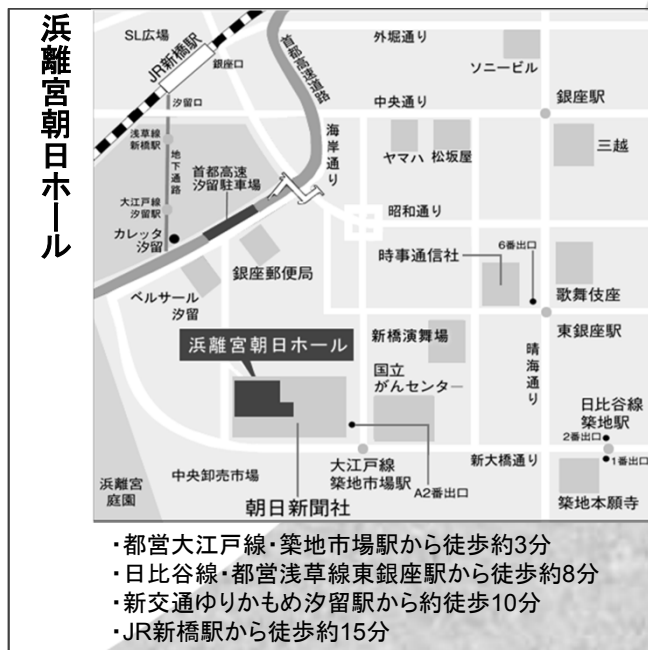 浜離宮朝日ホール
SL広場
JR新橋駅
銀座口
首都高速道路
外堀通り
ソニービル
汐留口
中央通り
銀座駅
浅草線
新橋駅
地下通路
首都高速
汐留駐車場
海岸通り
ヤマハ
松坂屋
三越
大江戸線
汐留駅
カレッタ
汐留
昭和通り
銀座郵便局
時事通信社
6番出口
歌舞伎座
ベルサール
汐留
東銀座駅
浜離宮朝日ホール
新橋演舞場
晴海通り
国立
がんセンター
日比谷線
築地駅
2番出口
1番出口
中央卸売市場
大江戸線
築地市場駅
新大橋通り
浜離宮
庭園
朝日新聞社
A2番出口
築地本願寺
・都営大江戸線・築地市場駅から徒歩約3分
・日比谷線・都営浅草線東銀座駅から徒歩約8分
・新交通ゆりかもめ汐留駅から約徒歩10分
・JR新橋駅から徒歩約15分